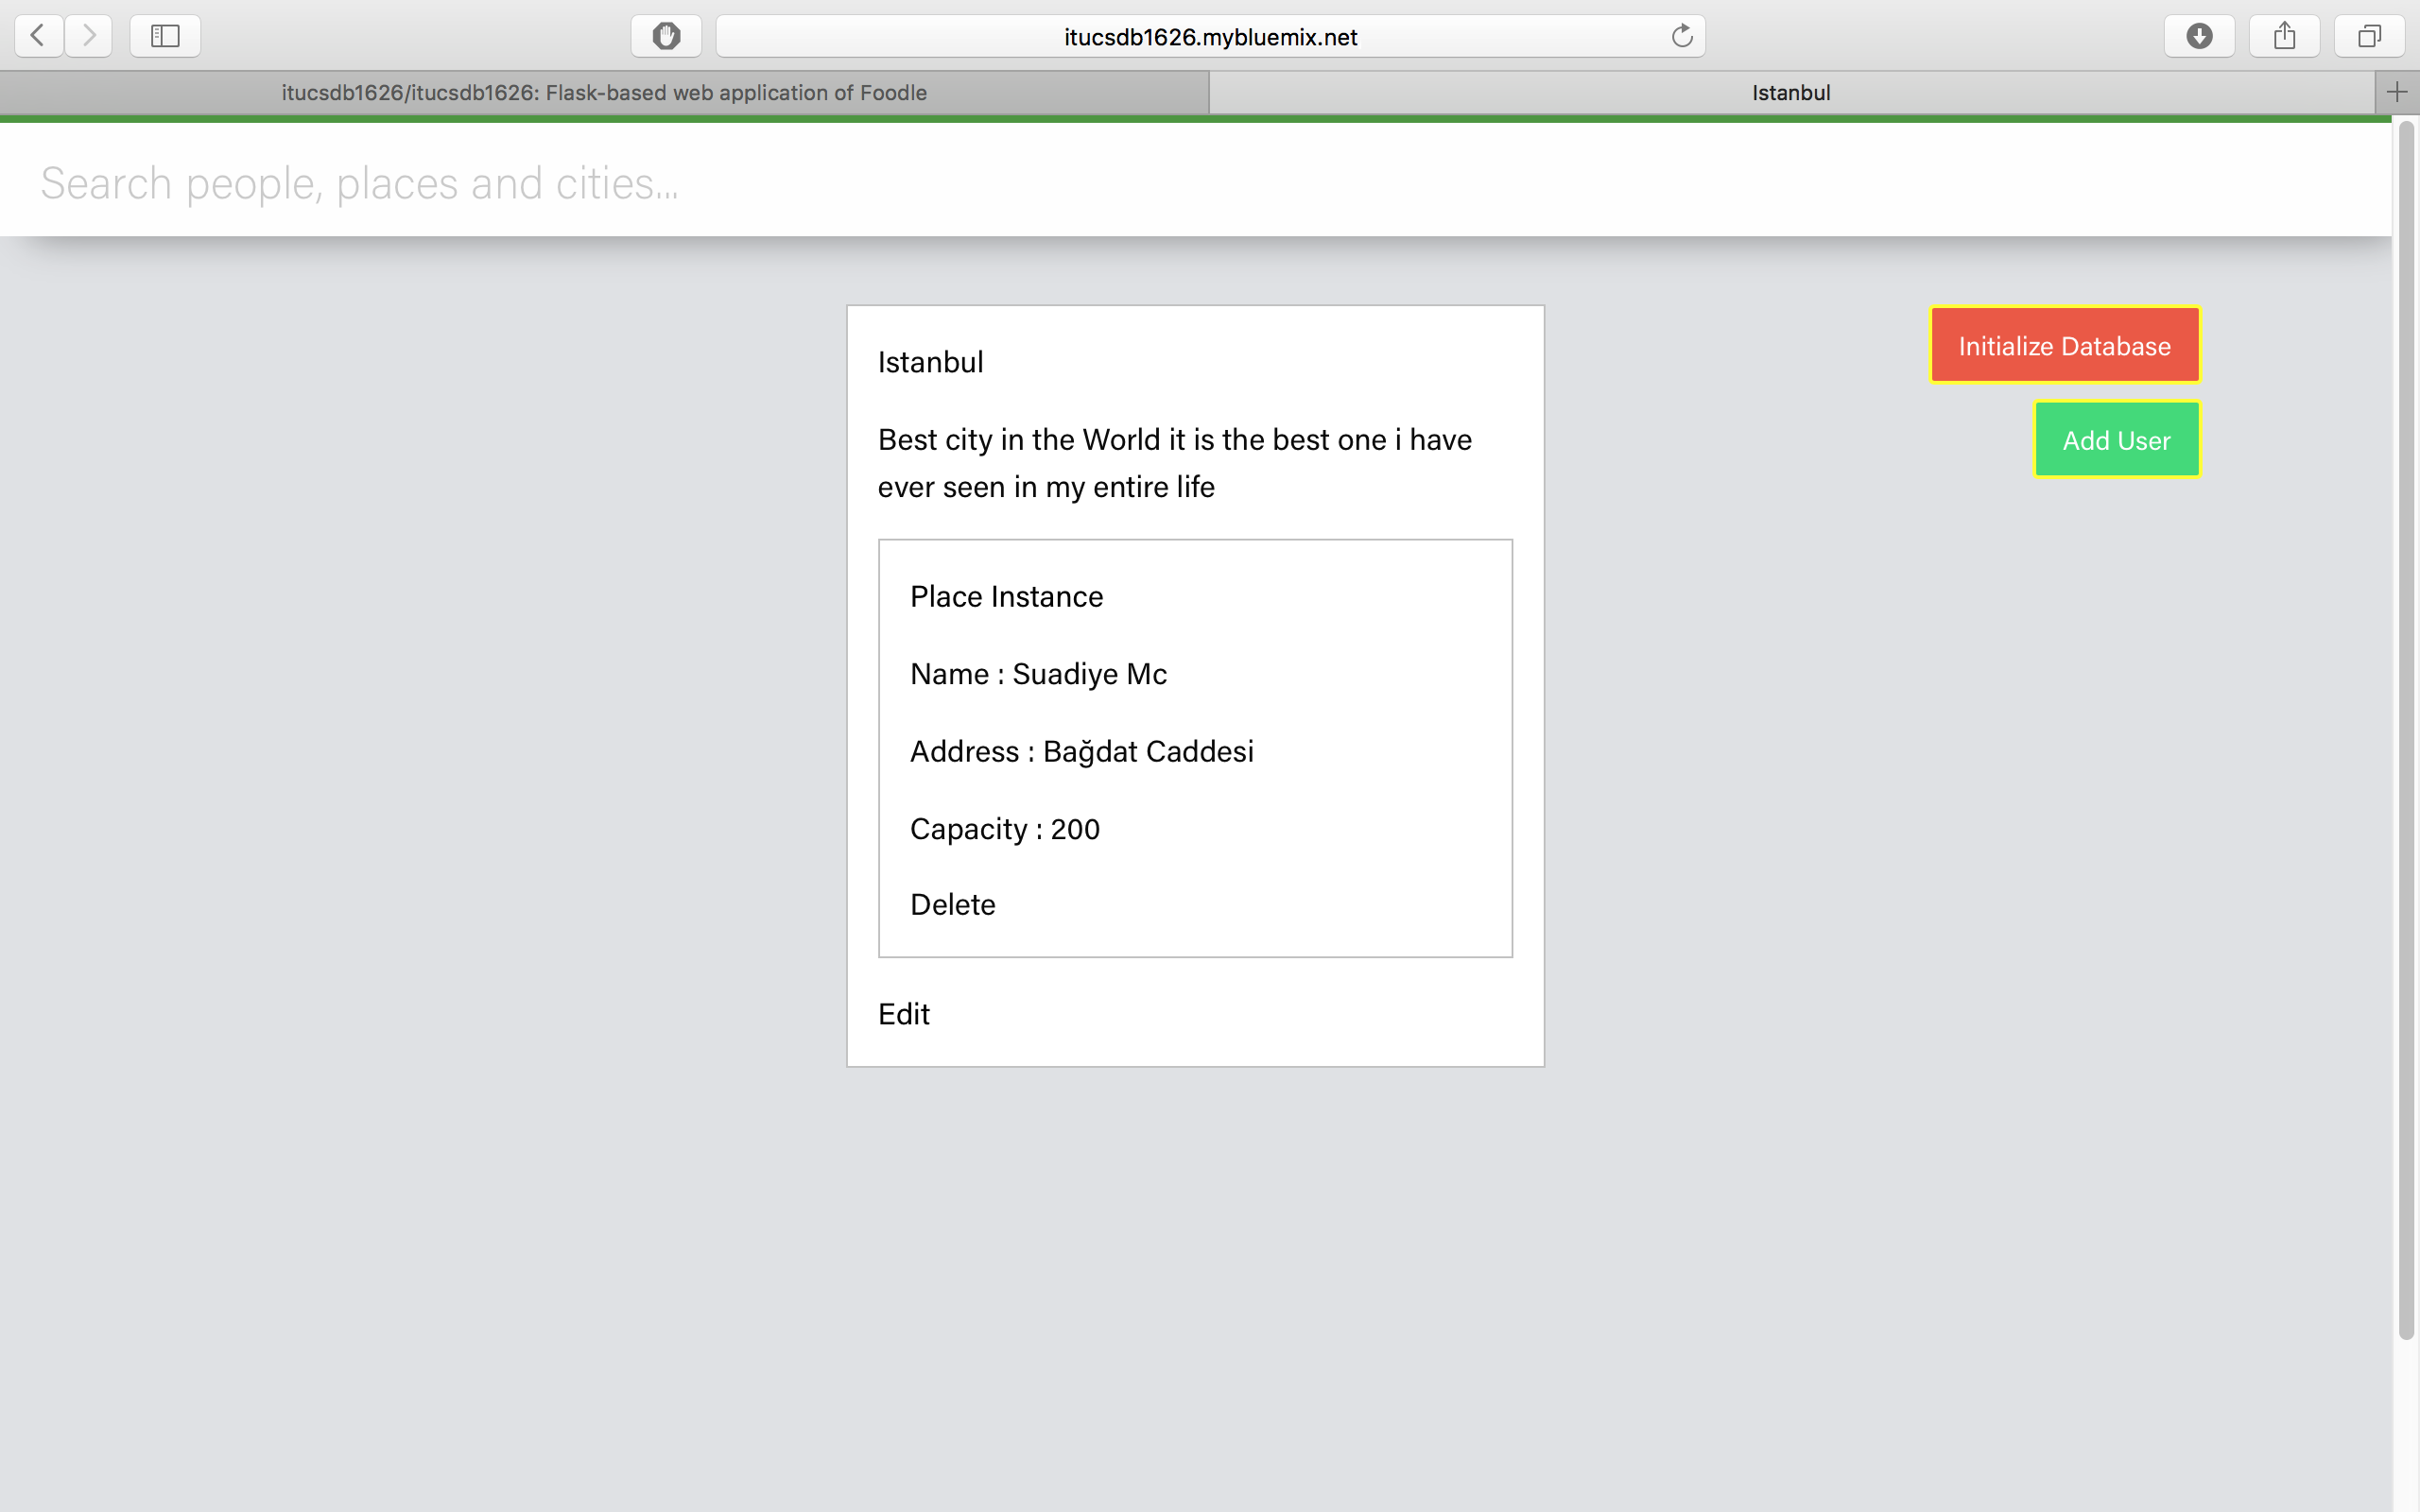 itucsdb1626.mybluemix.net
itucsdb1626/itucsdb1626: Flask-based web application of Foodle
Istanbul
Search people, places and cities...
Istanbul
Best city in the World it is the best one i have
ever seen in my entire life
Place Instance
Name : Suadiye Mc
Address : Bağdat Caddesi
Capacity : 200
Delete
Edit
Initialize Database
Add User